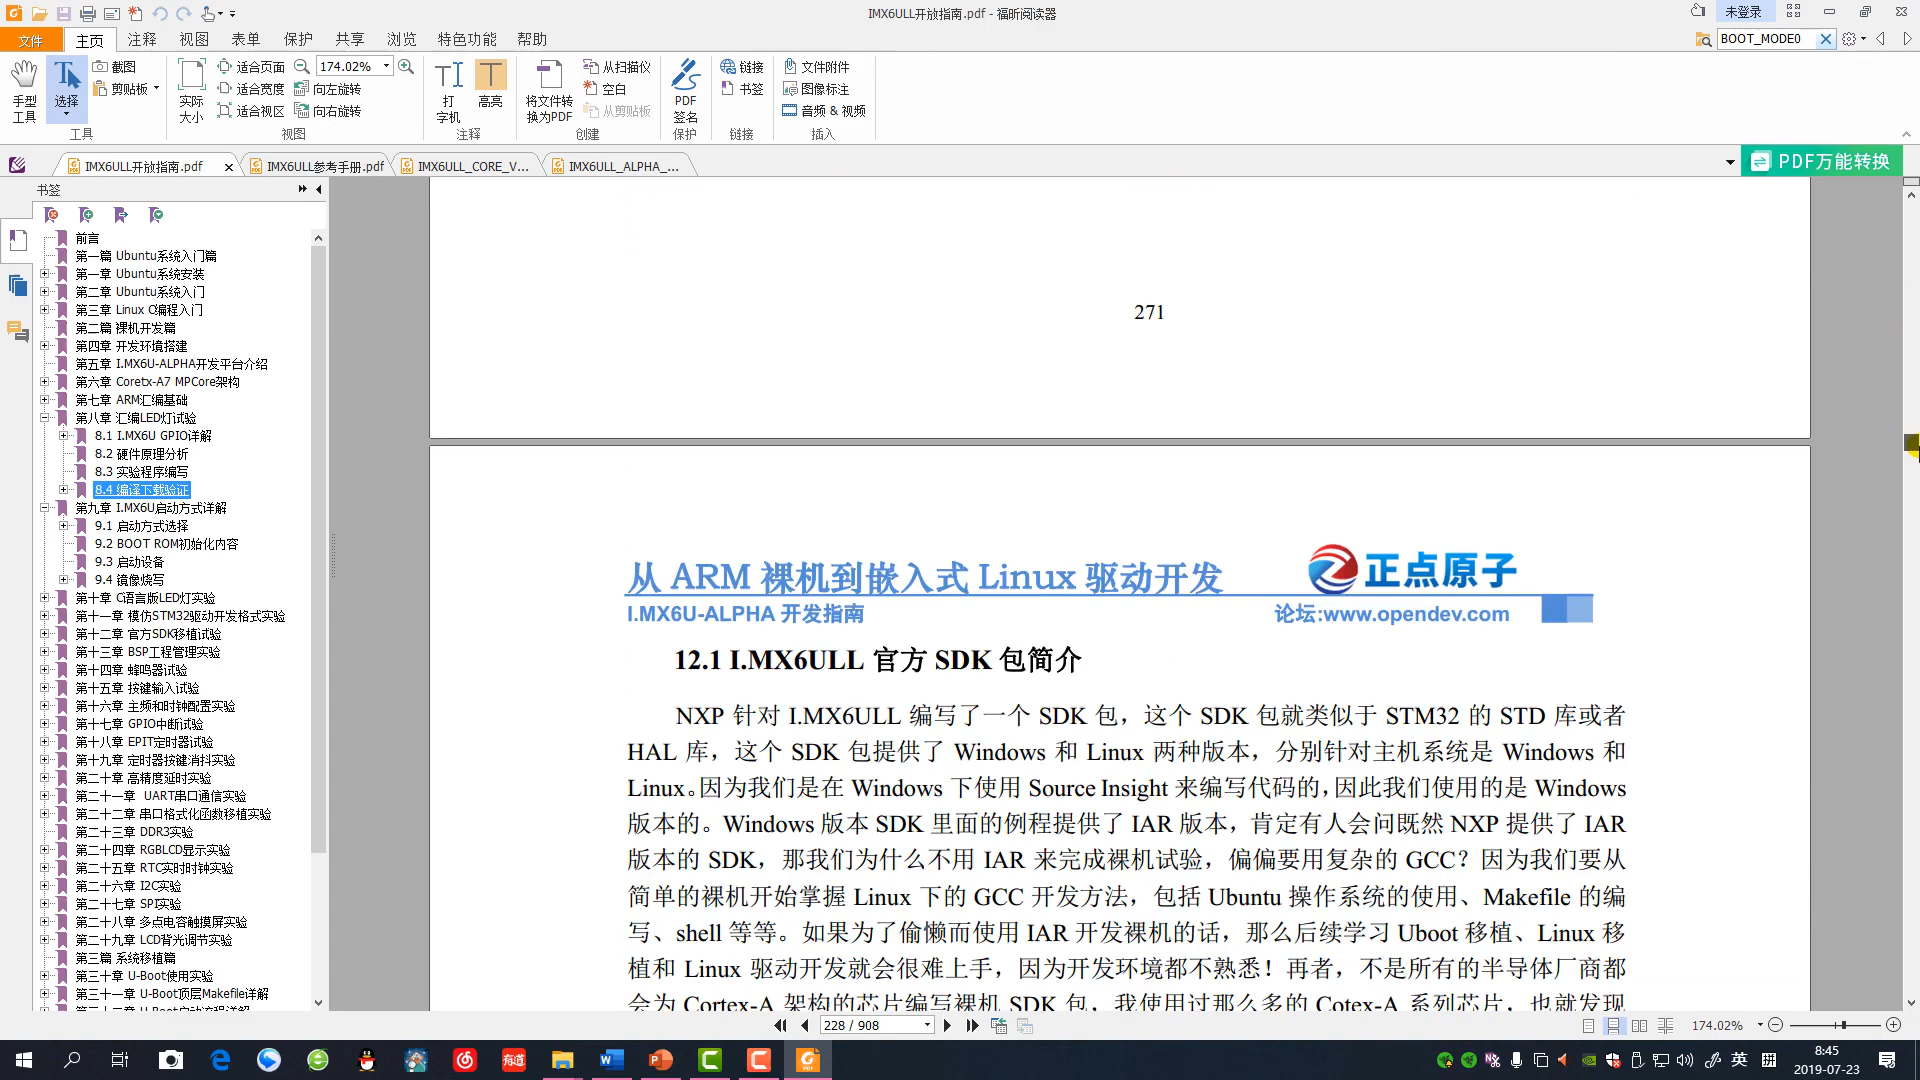 IMX6ULL开放指南.pdf - 福昕阅读器
未登录
文件 主页 注释 视图 表单 保护 共享 浏览 特色功能 帮助
BOOT_MODE0
手型工具
选择
截图
剪贴板
工具
实际大小
适合页面
适合宽度
适合视区
174.02%
向左旋转
向右旋转
视图
打字机
高亮
注释
将文件转换为PDF
从扫描仪
空白
从剪贴板
创建
PDF签名
保护
链接
书签
链接
文件附件
图像标注
音频 & 视频
插入
IMX6ULL开放指南.pdf
IMX6ULL参考手册.pdf
IMX6ULL_CORE_V...
IMX6ULL_ALPHA_...
PDF万能转换
书签
前言
第一篇 Ubuntu系统入门篇
第一章 Ubuntu系统安装
第二章 Ubuntu系统入门
第三章 Linux C编程入门
第二篇 裸机开发篇
第四章 开发环境搭建
第五章 I.MX6U-ALPHA开发平台介绍
第六章 Coretx-A7 MPCore架构
第七章 ARM汇编基础
第八章 汇编LED灯试验
8.1 I.MX6U GPIO详解
8.2 硬件原理分析
8.3 实验程序编写
8.4 编译下载验证
第九章 I.MX6U启动方式详解
9.1 启动方式选择
9.2 BOOT ROM初始化内容
9.3 启动设备
9.4 镜像烧写
第十章 C语言版LED灯实验
第十一章 模仿STM32驱动开发格式实验
第十二章 官方SDK移植试验
第十三章 BSP工程管理实验
第十四章 蜂鸣器试验
第十五章 按键输入试验
第十六章 主频和时钟配置实验
第十七章 GPIO中断试验
第十八章 EPIT定时器试验
第十九章 定时器按键消抖实验
第二十章 高精度延时实验
第二十一章 UART串口通信实验
第二十二章 串口格式化函数移植实验
第二十三章 DDR3实验
第二十四章 RGBLCD显示实验
第二十五章 RTC实时时钟实验
第二十六章 I2C实验
第二十七章 SPI实验
第二十八章 多点电容触摸屏实验
第二十九章 LCD背光调节实验
第三篇 系统移植篇
第三十章 U-Boot使用实验
第三十一章 U-Boot顶层Makefile详解
第三十二章 U-Boot启动流程详解
271
从 ARM 裸机到嵌入式 Linux 驱动开发
正点原子
I.MX6U-ALPHA 开发指南
论坛:www.opendev.com
12.1 I.MX6ULL 官方 SDK 包简介
NXP 针对 I.MX6ULL 编写了一个 SDK 包，这个 SDK 包就类似于 STM32 的 STD 库或者
HAL 库，这个 SDK 包提供了 Windows 和 Linux 两种版本，分别针对主机系统是 Windows 和
Linux。因为我们是在 Windows 下使用 Source Insight 来编写代码的，因此我们使用的是 Windows
版本的。Windows 版本 SDK 里面的例程提供了 IAR 版本，肯定有人会问既然 NXP 提供了 IAR
版本的 SDK，那我们为什么不用 IAR 来完成裸机试验，偏偏要用复杂的 GCC？因为我们要从
简单的裸机开始掌握 Linux 下的 GCC 开发方法，包括 Ubuntu 操作系统的使用、Makefile 的编
写、shell 等等。如果为了偷懒而使用 IAR 开发裸机的话，那么后续学习 Uboot 移植、Linux 移
植和 Linux 驱动开发就会很难上手，因为开发环境都不熟悉！再者，不是所有的半导体厂商都
会为 Cortex-A 架构的芯片编写裸机 SDK 包，我使用过那么多的 Cotex-A 系列芯片，也就发现
228 / 908
174.02%
有道
英
8:45
2019-07-23